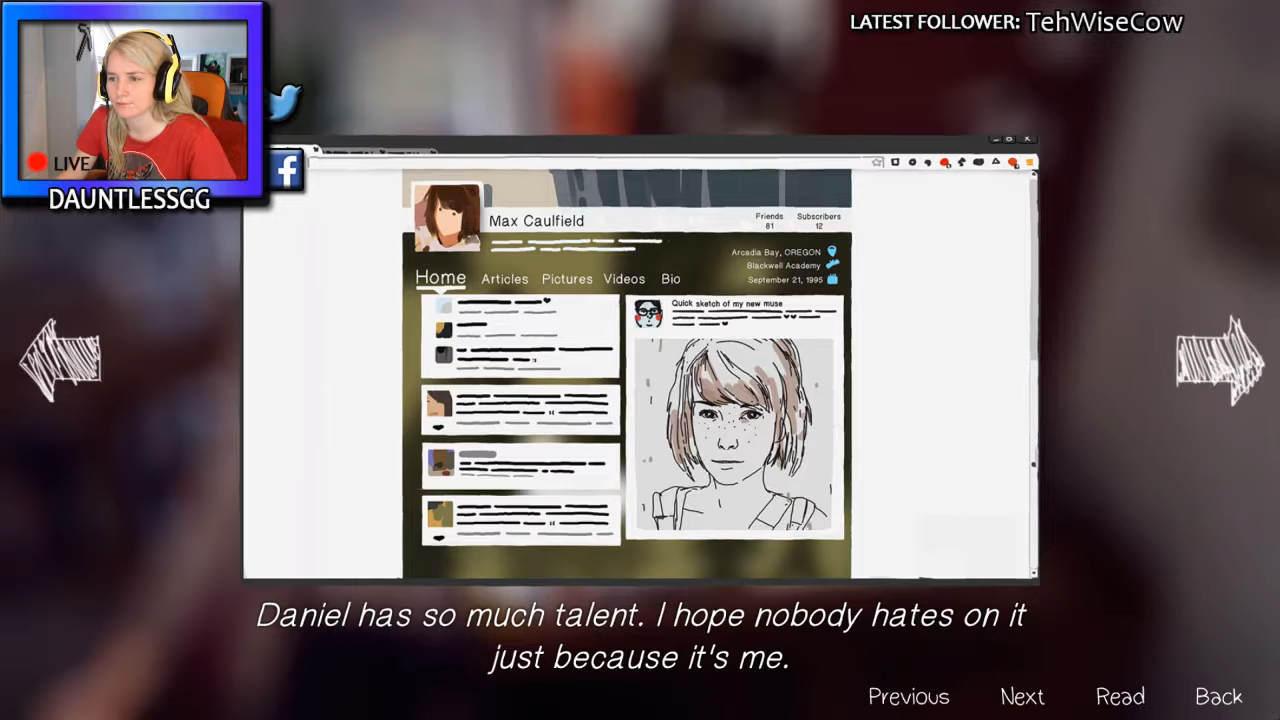 LATEST FOLLOWER: TehWiseCow
LIVE
DAUNTLESSGG
Max Caulfield
Friends
81
Subscribers
12
Arcadia Bay, OREGON
Blackwell Academy
September 21, 1995
Home Articles Pictures Videos Bio
Quick sketch of my new muse
Daniel has so much talent. I hope nobody hates on it
just because it's me.
Previous Next Read Back